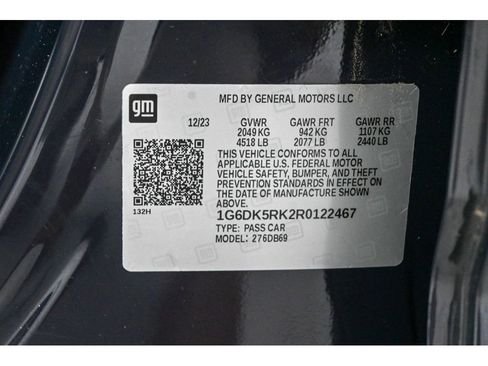 gm
MFD BY GENERAL MOTORS LLC
12/23 GVWR GAWR FRT GAWR RR
2049 KG 942 KG 1107 KG
4518 LB 2077 LB 2440 LB
THIS VEHICLE CONFORMS TO ALL
APPLICABLE U.S. FEDERAL MOTOR
VEHICLE SAFETY, BUMPER, AND THEFT
PREVENTION STANDARDS IN EFFECT
ON THE DATE OF MANUFACTURE SHOWN
ABOVE.
132H
1G6DK5RK2R0122467
TYPE: PASS CAR
MODEL: 276DB69